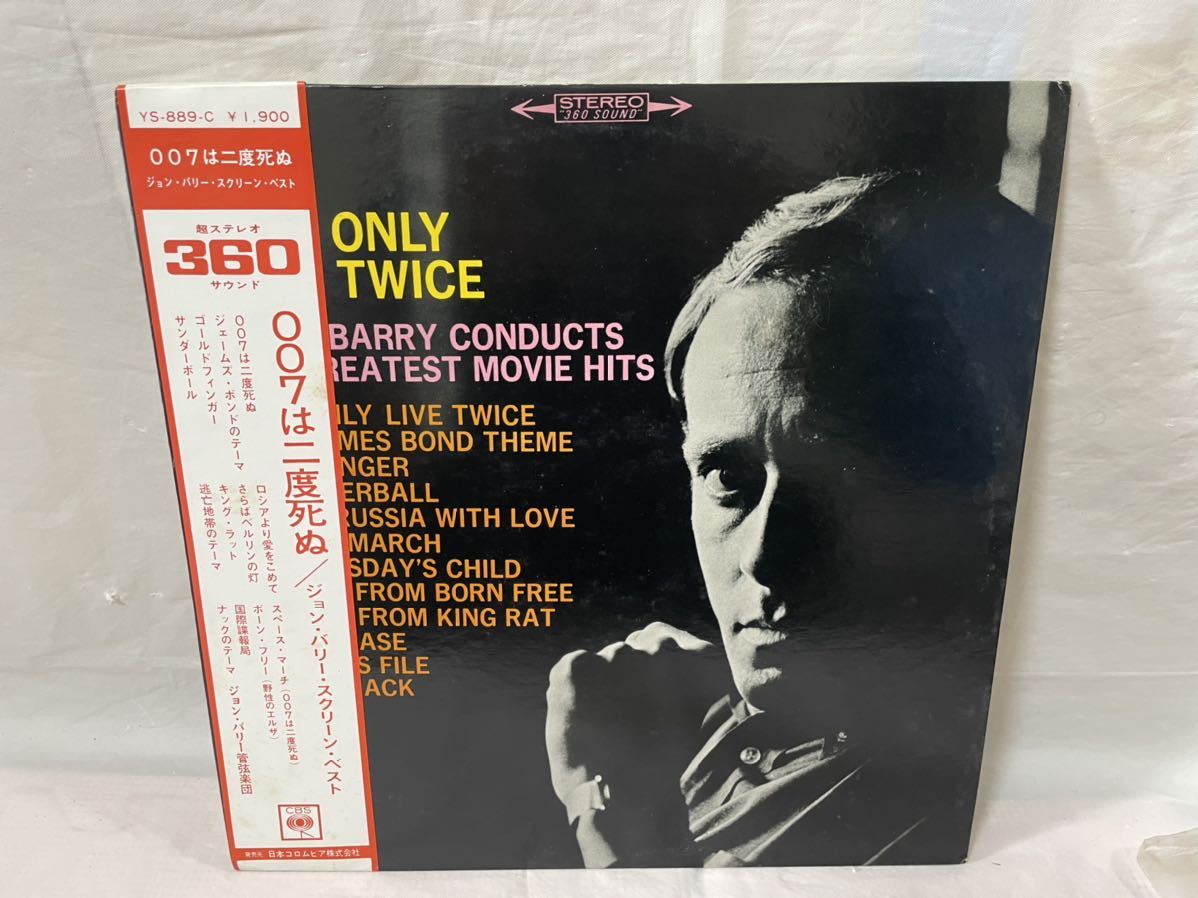 YS-889-C ¥1,900
007は二度死ぬ
ジョン・バリー・スクリーン・ベスト
超ステレオ
360
サウンド
007は二度死ぬ/ジョン・バリー・スクリーン・ベスト
007は二度死ぬ
ジェームズ・ボンドのテーマ
ゴールドフィンガー
サンダーボール
ロシアより愛をこめて
さらばベルリンの灯
キング・ラット
逃亡地帯のテーマ
スペース・マーチ(007は二度死ぬ)
ボーン・フリー(野性のエルザ)
国際諜報局
ナックのテーマ ジョン・バリー管弦楽団
CBS
発売元 日本コロムビア株式会社
STEREO
"360 SOUND"
ONLY
TWICE
BARRY CONDUCTS
REATEST MOVIE HITS
NLY LIVE TWICE
MES BOND THEME
NGER
ERBALL
RUSSIA WITH LOVE
MARCH
SDAY'S CHILD
FROM BORN FREE
FROM KING RAT
ASE
S FILE
ACK